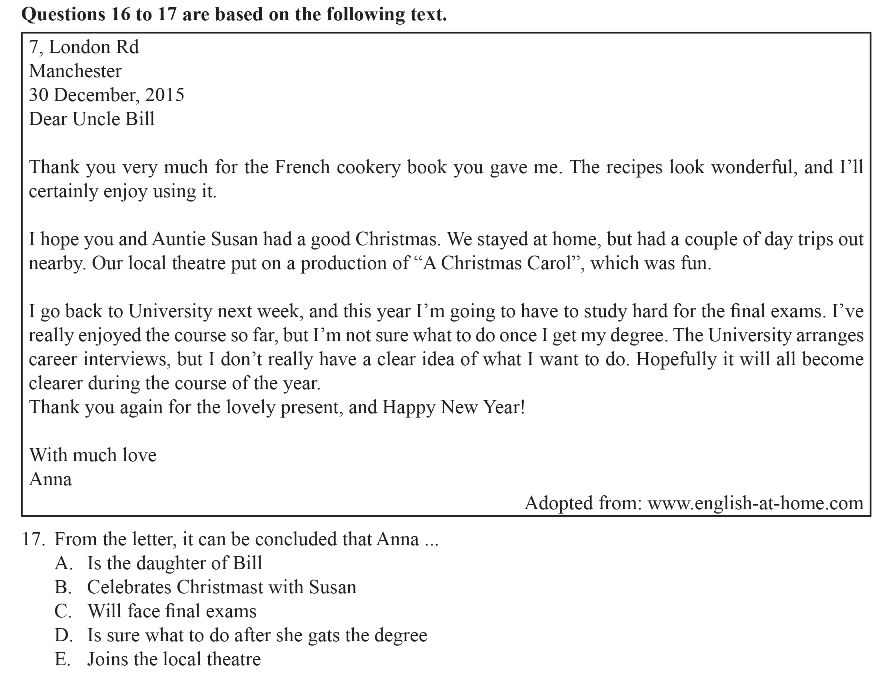 Questions 16 to 17 are based on the following text.
7, London Rd
Manchester
30 December, 2015
Dear Uncle Bill
Thank you very much for the French cookery book you gave me. The recipes look wonderful, and I’ll
certainly enjoy using it.
I hope you and Auntie Susan had a good Christmas. We stayed at home, but had a couple of day trips out
nearby. Our local theatre put on a production of “A Christmas Carol”, which was fun.
I go back to University next week, and this year I’m going to have to study hard for the final exams. I’ve
really enjoyed the course so far, but I’m not sure what to do once I get my degree. The University arranges
career interviews, but I don’t really have a clear idea of what I want to do. Hopefully it will all become
clearer during the course of the year.
Thank you again for the lovely present, and Happy New Year!
With much love
Anna
Adopted from: www.english-at-home.com
17. From the letter, it can be concluded that Anna ...
A. Is the daughter of Bill
B. Celebrates Christmast with Susan
C. Will face final exams
D. Is sure what to do after she gats the degree
E. Joins the local theatre